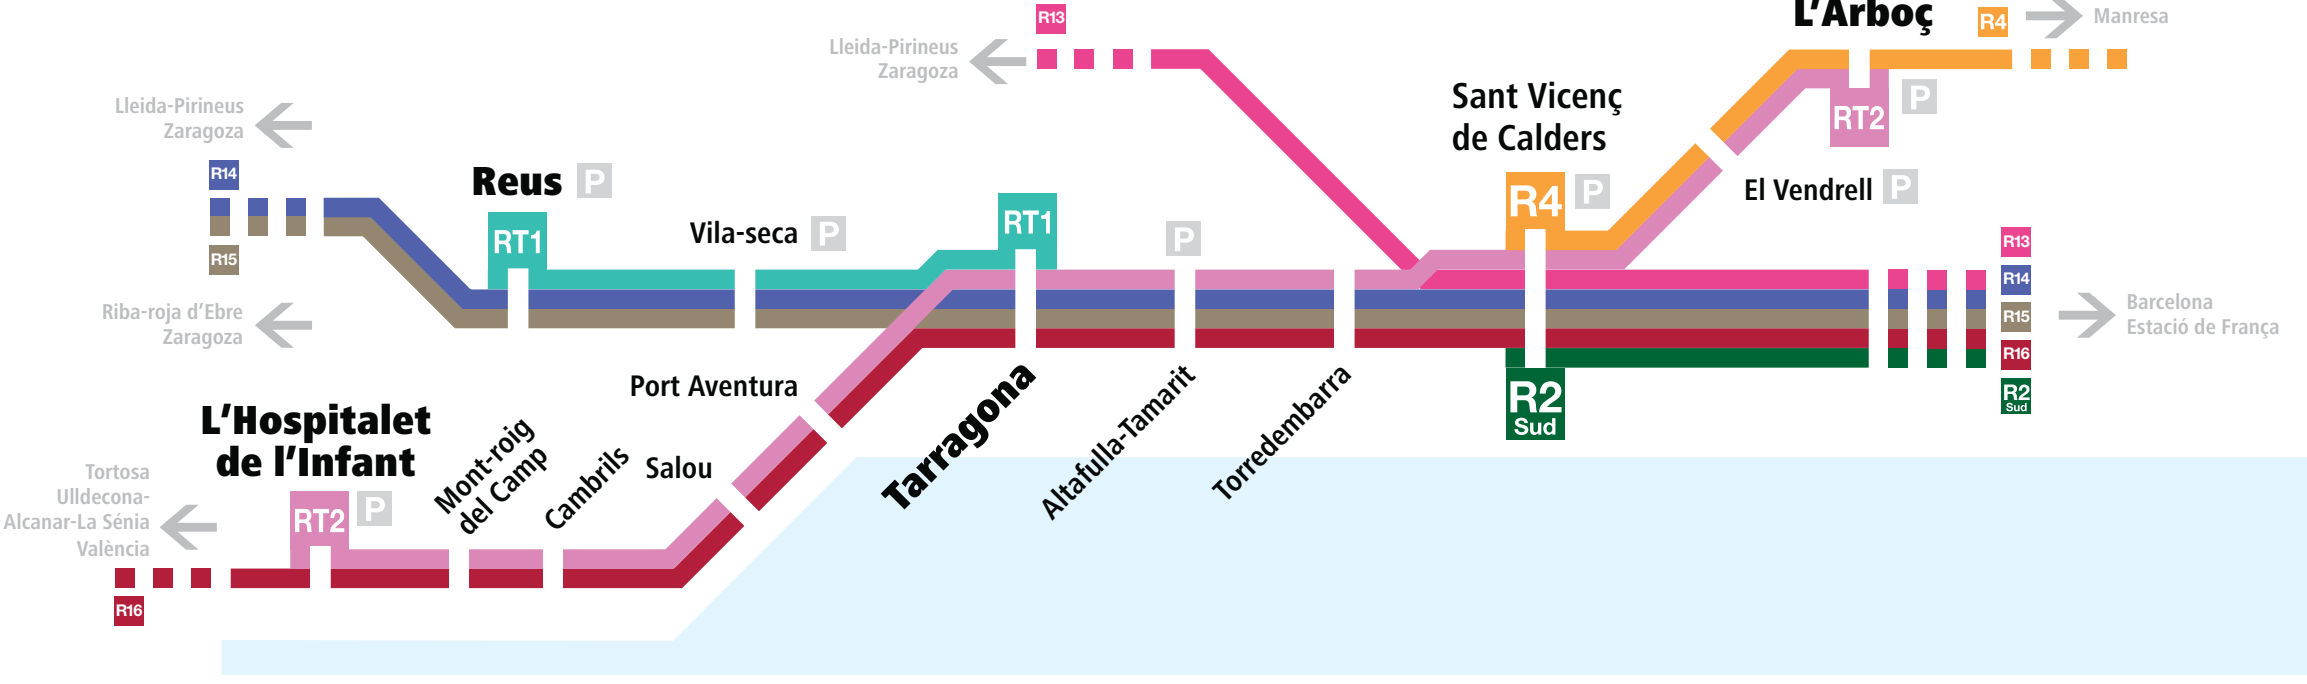 R13
L’Arboç
R4
Manresa
Lleida-Pirineus
Zaragoza
Lleida-Pirineus
Zaragoza
R14
R15
Riba-roja d’Ebre
Zaragoza
Reus P
RT1
Vila-seca P
RT1
P
Sant Vicenç
de Calders
R4 P
RT2 P
El Vendrell P
R13
R14
R15
R16
R2
Sud
Barcelona
Estació de França
Port Aventura
Salou
Tarragona
Altafulla-Tamarit
Torredembarra
R2
Sud
L’Hospitalet
de l’Infant
RT2 P
Mont-roig
del Camp
Cambrils
Tortosa
Ulldecona-
Alcanar-La Sénia
València
R16